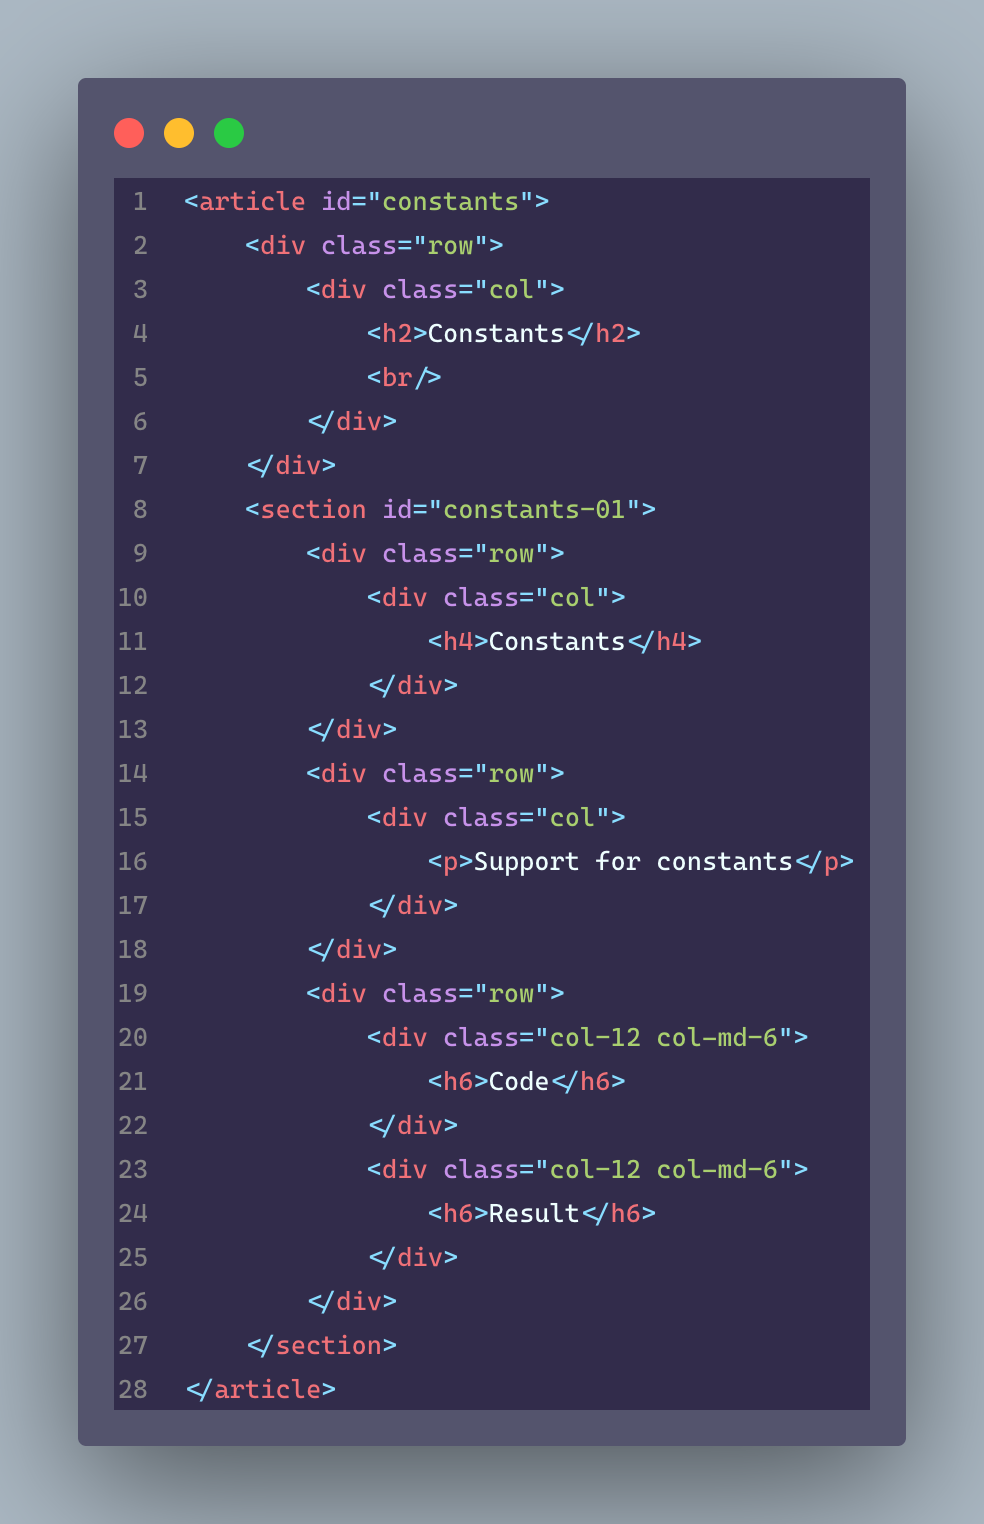 1 <article id="constants">
2 <div class="row">
3 <div class="col">
4 <h2>Constants</h2>
5 <br/>
6 </div>
7 </div>
8 <section id="constants-01">
9 <div class="row">
10 <div class="col">
11 <h4>Constants</h4>
12 </div>
13 </div>
14 <div class="row">
15 <div class="col">
16 <p>Support for constants</p>
17 </div>
18 </div>
19 <div class="row">
20 <div class="col-12 col-md-6">
21 <h6>Code</h6>
22 </div>
23 <div class="col-12 col-md-6">
24 <h6>Result</h6>
25 </div>
26 </div>
27 </section>
28 </article>